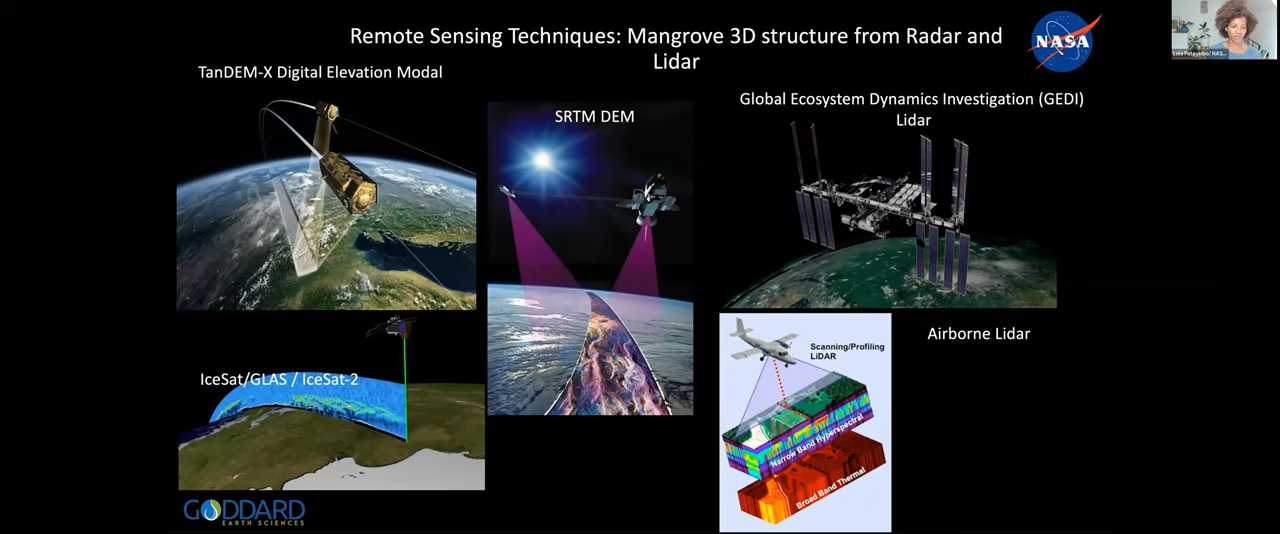 Remote Sensing Techniques: Mangrove 3D structure from Radar and
Lidar
NASA
TanDEM-X Digital Elevation Modal
SRTM DEM
Global Ecosystem Dynamics Investigation (GEDI)
Lidar
IceSat/GLAS / IceSat-2
Airborne Lidar
Scanning/Profiling
LiDAR
Narrow Band Hyperspectral
Broad Band Thermal
GODDARD
EARTH SCIENCES